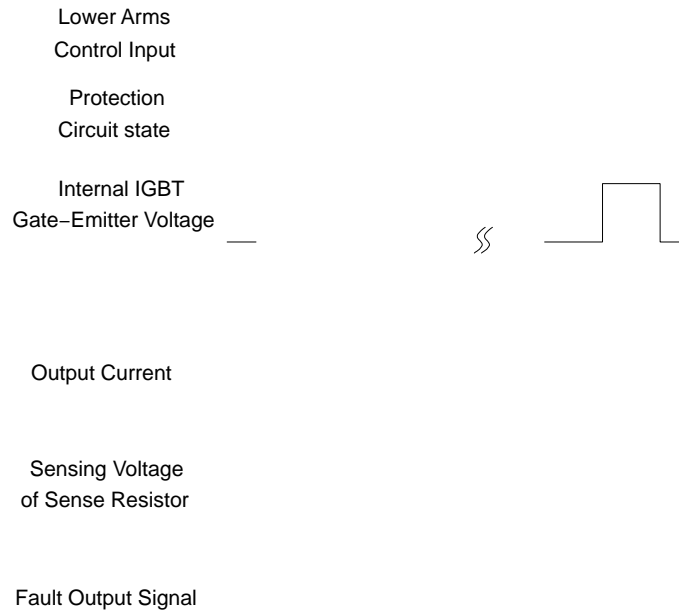 Lower Arms
Control Input
Protection
Circuit state
Internal IGBT
Gate−Emitter Voltage
Output Current
Sensing Voltage
of Sense Resistor
Fault Output Signal